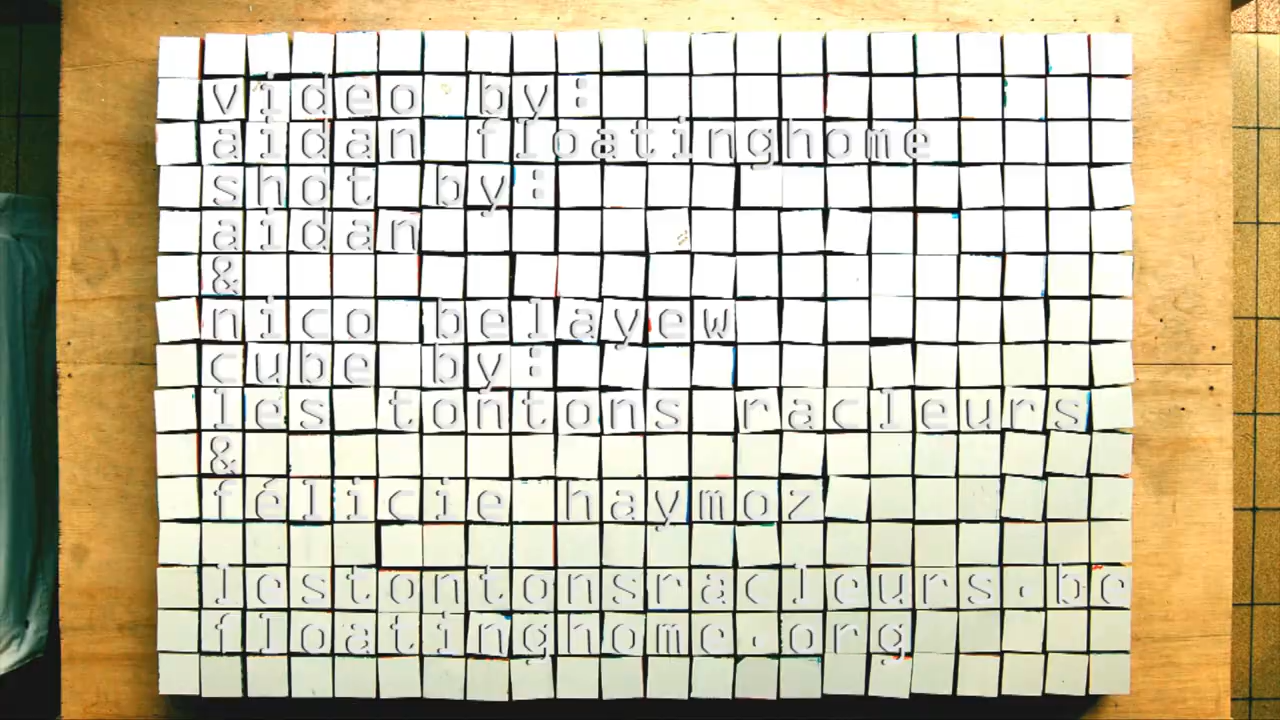 video by:
aidan floatinghome
shot by:
aidan
&
nico belayew
cube by:
les tontons racleurs
&
félicie haymoz
lestontonsracleurs.be
floatinghome.org